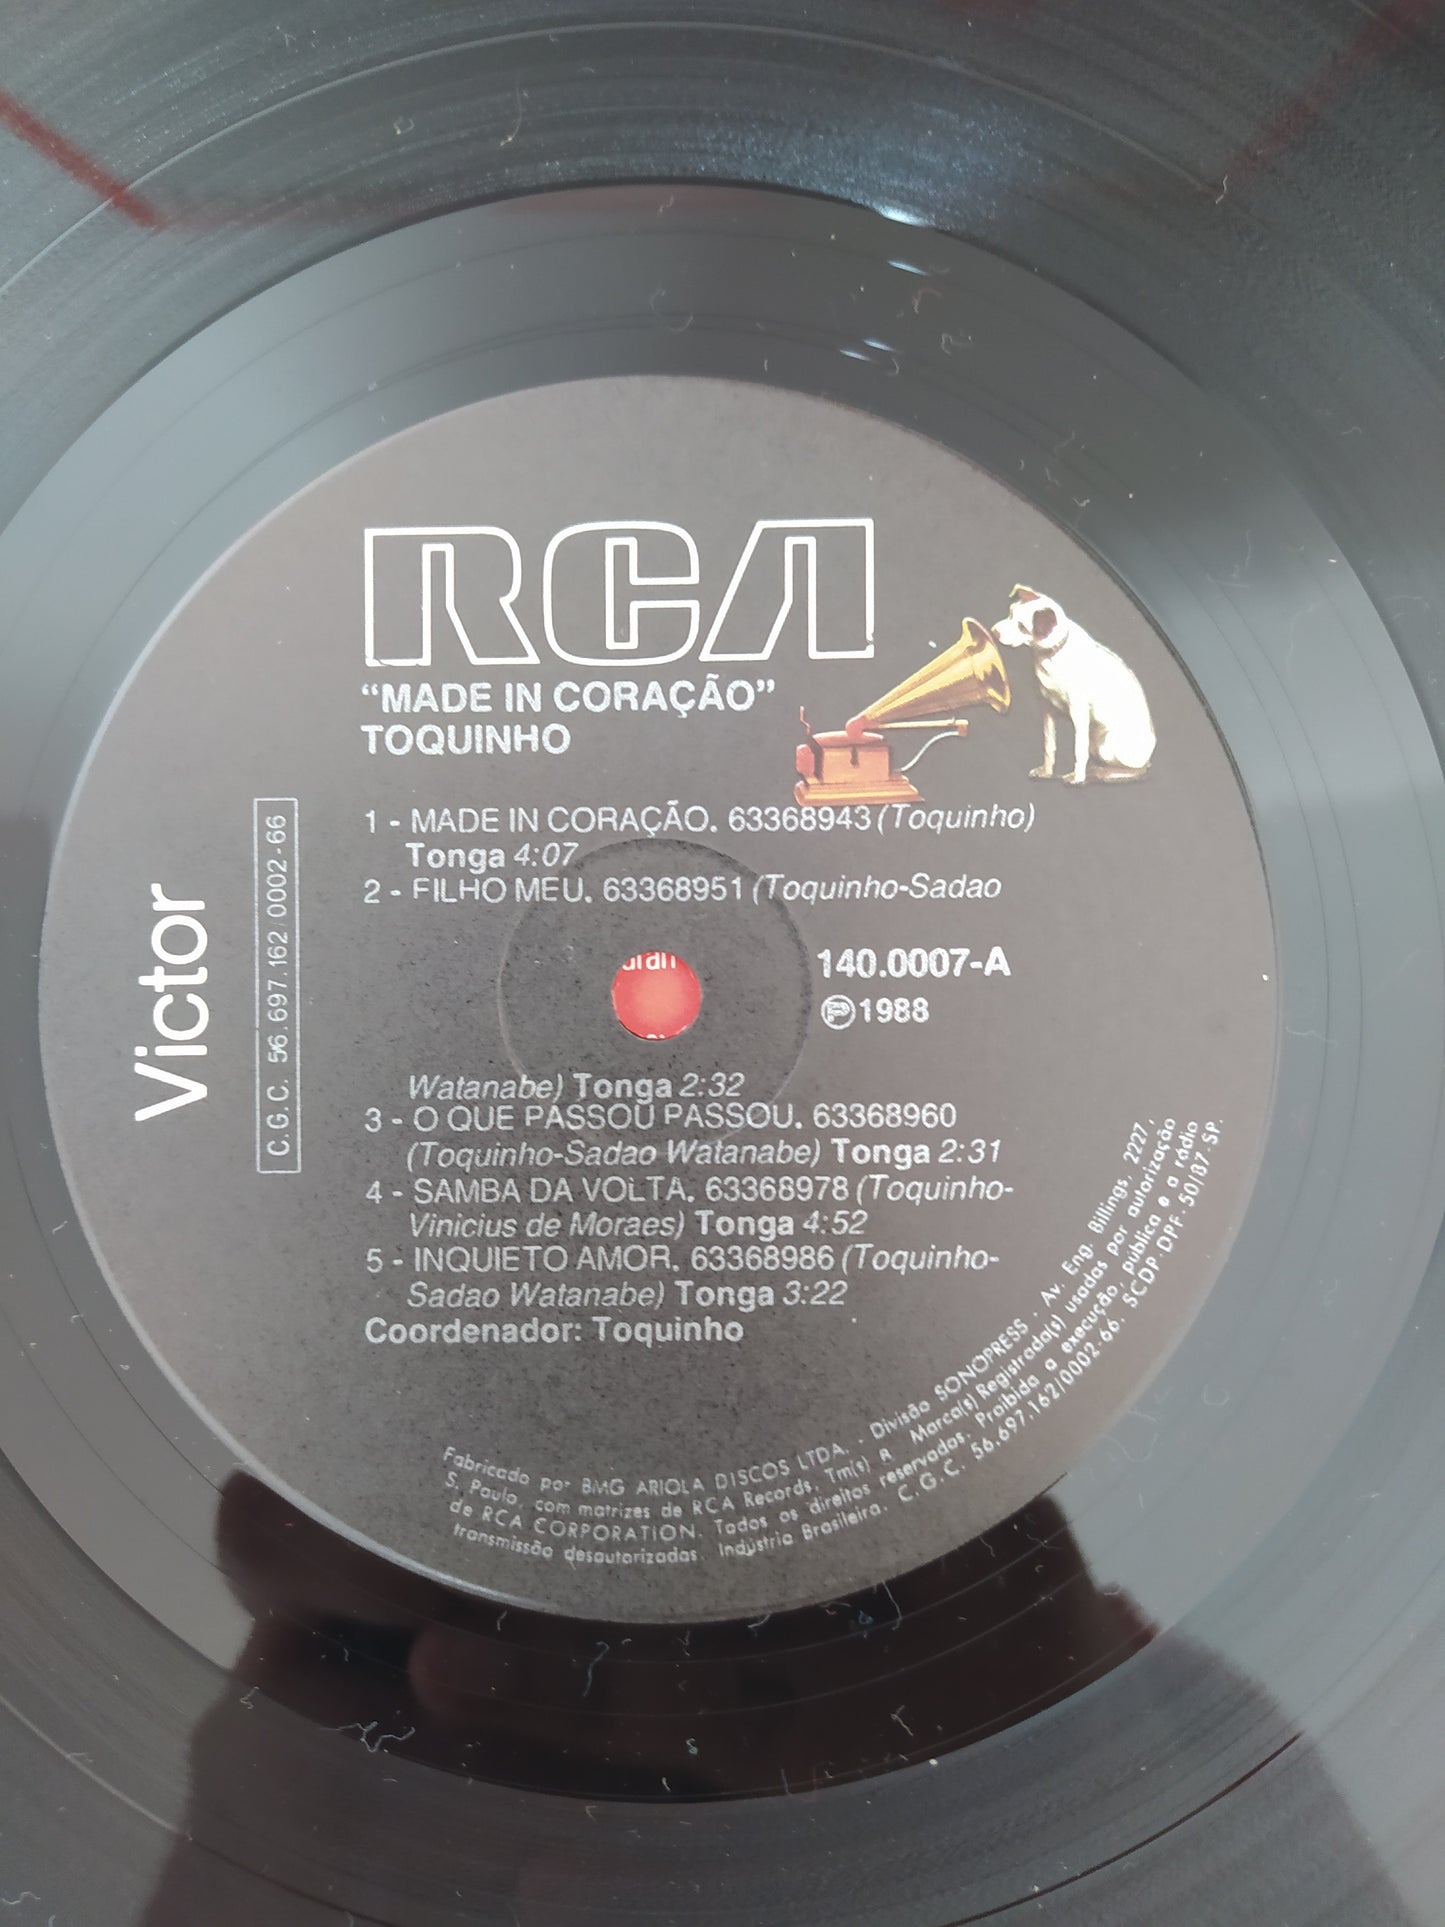 RCA
"MADE IN CORAÇÃO"
TOQUINHO
Victor
C.G.C. 56.697.162/0002-66
1 - MADE IN CORAÇÃO. 63368943 (Toquinho)
Tonga 4:07
2 - FILHO MEU. 63368951 (Toquinho-Sadao
140.0007-A
Ⓟ1988
Watanabe) Tonga 2:32
3 - O QUE PASSOU PASSOU. 63368960
(Toquinho-Sadao Watanabe) Tonga 2:31
4 - SAMBA DA VOLTA. 63368978 (Toquinho-
Vinicius de Moraes) Tonga 4:52
5 - INQUIETO AMOR. 63368986 (Toquinho-
Sadao Watanabe) Tonga 3:22
Coordenador: Toquinho
Fabricado por BMG ARIOLA DISCOS LTDA. . Divisão SONOPRESS . Av. Eng. Billings, 2227,
S. Paulo, com matrizes de RCA Records, Tm(s) R Marca(s) Registrada(s) usadas por autorização
de RCA CORPORATION. Todos os direitos reservados. Proibida a execução, pública e a rádio
transmissão desautorizadas. Indústria Brasileira. C.G.C. 56.697.162/0002-66. SCDP-DPF-50/87-SP.